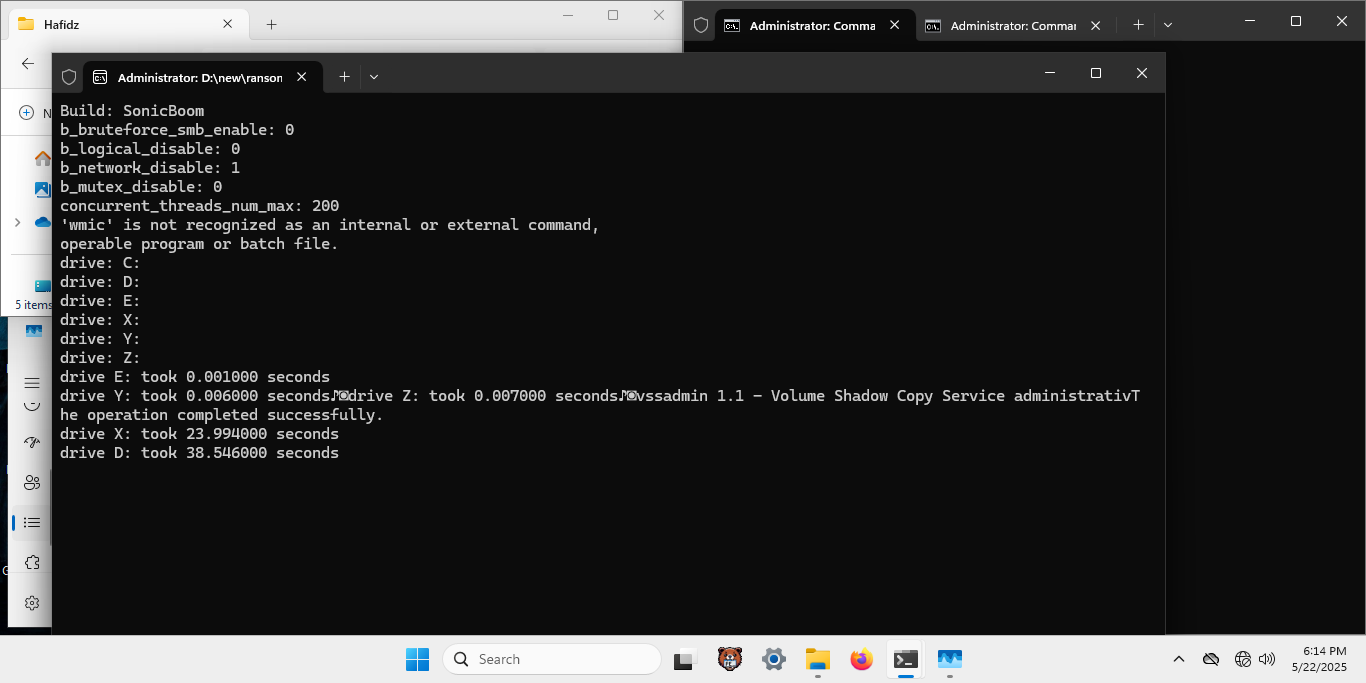 Hafidz
Administrator: Comma
Administrator: Commar
Administrator: D:\new\ransom
Build: SonicBoom
b_bruteforce_smb_enable: 0
b_logical_disable: 0
b_network_disable: 1
b_mutex_disable: 0
concurrent_threads_num_max: 200
'wmic' is not recognized as an internal or external command,
operable program or batch file.
drive: C:
drive: D:
drive: E:
drive: X:
drive: Y:
drive: Z:
drive E: took 0.001000 seconds
drive Y: took 0.006000 seconds♪◙drive Z: took 0.007000 seconds♪◙vssadmin 1.1 - Volume Shadow Copy Service administrativT
he operation completed successfully.
drive X: took 23.994000 seconds
drive D: took 38.546000 seconds
N
5 items
Search
6:14 PM
5/22/2025